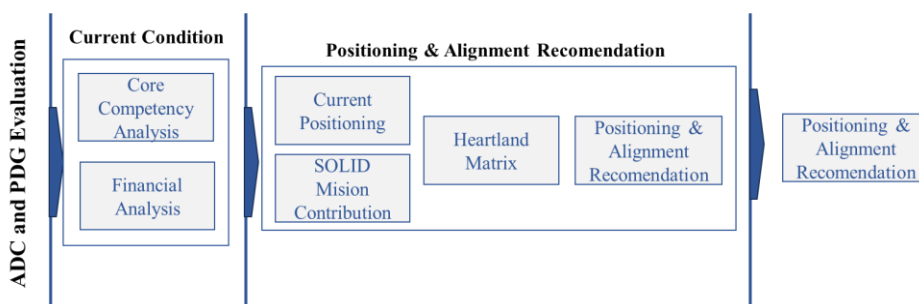 ADC and PDG Evaluation
Current Condition
Core
Competency
Analysis
Financial
Analysis
Positioning & Alignment Recomendation
Current
Positioning
SOLID
Mision
Contribution
Heartland
Matrix
Positioning &
Alignment
Recomendation
Positioning &
Alignment
Recomendation